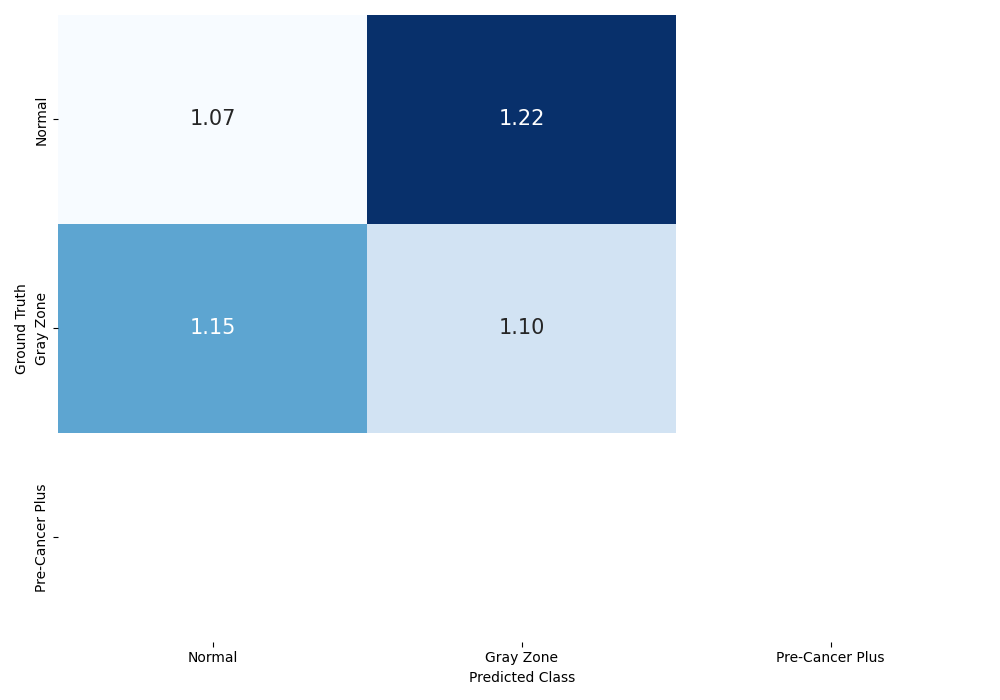 Ground Truth
Normal
1.07
1.22
Gray Zone
1.15
1.10
Pre-Cancer Plus
Normal
Gray Zone
Pre-Cancer Plus
Predicted Class